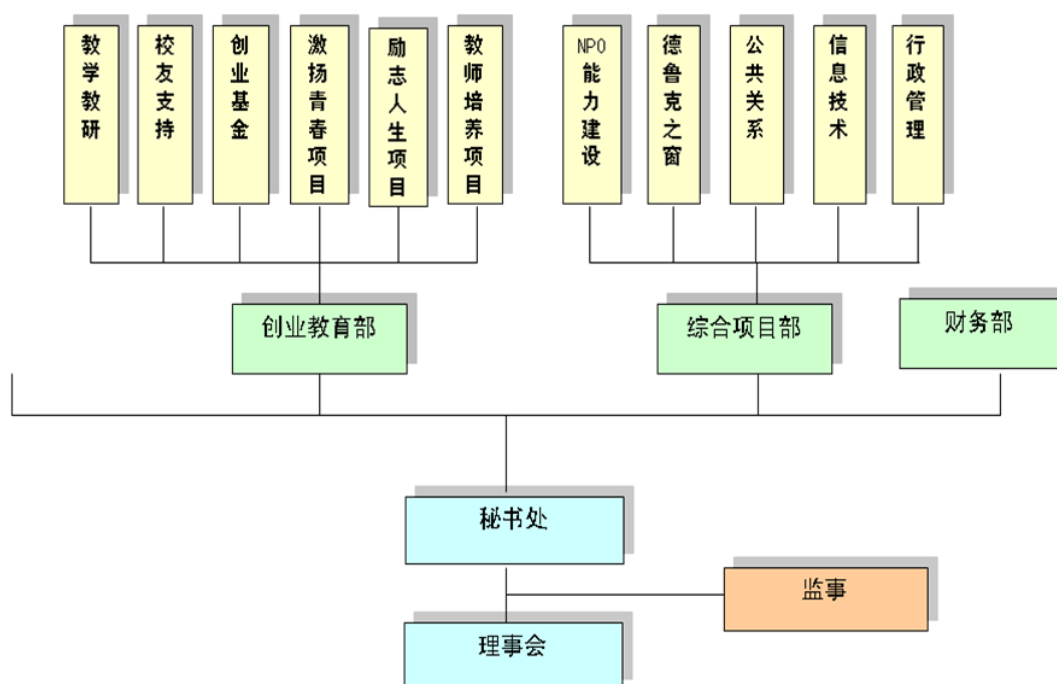 教学教研
校友支持
创业基金
激扬青春项目
励志人生项目
教师培养项目
NPO能力建设
德鲁克之窗
公共关系
信息技术
行政管理
创业教育部
综合项目部
财务部
秘书处
监事
理事会